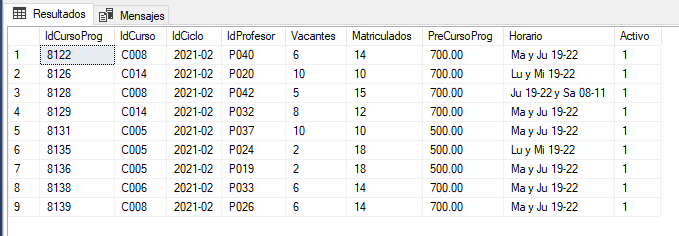 Resultados Mensajes
IdCursoProg IdCurso IdCiclo IdProfesor Vacantes Matriculados PreCursoProg Horario Activo
1 8122 C008 2021-02 P040 6 14 700.00 Ma y Ju 19-22 1
2 8126 C014 2021-02 P020 10 10 700.00 Lu y Mi 19-22 1
3 8128 C008 2021-02 P042 5 15 700.00 Ju 19-22 y Sa 08-11 1
4 8129 C014 2021-02 P032 8 12 700.00 Ma y Ju 19-22 1
5 8131 C005 2021-02 P037 10 10 500.00 Ma y Ju 19-22 1
6 8135 C005 2021-02 P024 2 18 500.00 Lu y Mi 19-22 1
7 8136 C005 2021-02 P019 2 18 500.00 Ma y Ju 19-22 1
8 8138 C006 2021-02 P033 6 14 700.00 Ma y Ju 19-22 1
9 8139 C008 2021-02 P026 6 14 700.00 Ma y Ju 19-22 1